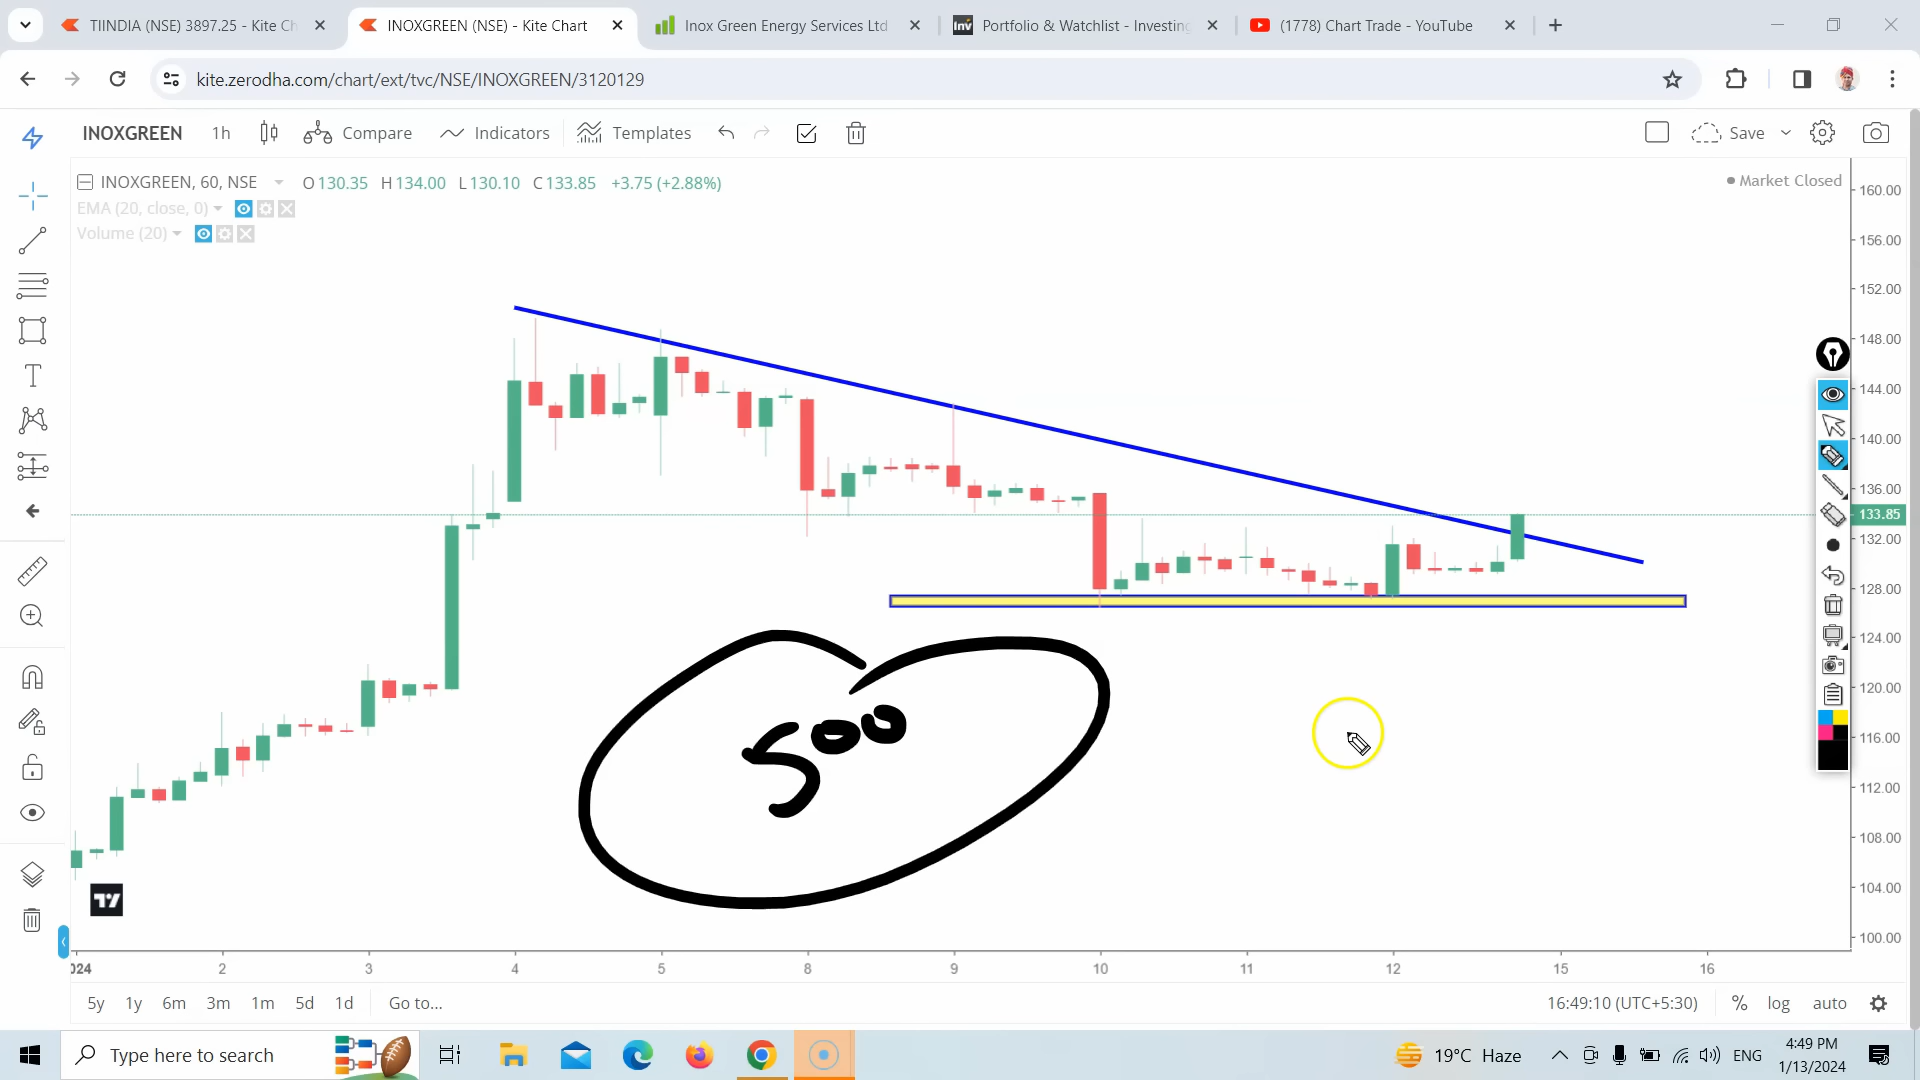 TIINDIA (NSE) 3897.25 - Kite Ch
INOXGREEN (NSE) - Kite Chart
Inox Green Energy Services Ltd
Portfolio & Watchlist - Investing
(1778) Chart Trade - YouTube
kite.zerodha.com/chart/ext/tvc/NSE/INOXGREEN/3120129
INOXGREEN 1h Compare Indicators Templates Save
INOXGREEN, 60, NSE O 130.35 H 134.00 L 130.10 C 133.85 +3.75 (+2.88%)
Market Closed
EMA (20, close, 0)
Volume (20)
160.00
156.00
152.00
148.00
144.00
140.00
136.00
133.85
132.00
128.00
124.00
120.00
116.00
112.00
108.00
104.00
100.00
500
024 2 3 4 5 8 9 10 11 12 15 16
5y 1y 6m 3m 1m 5d 1d Go to... 16:49:10 (UTC+5:30) % log auto
Type here to search
19°C Haze
ENG
4:49 PM
1/13/2024